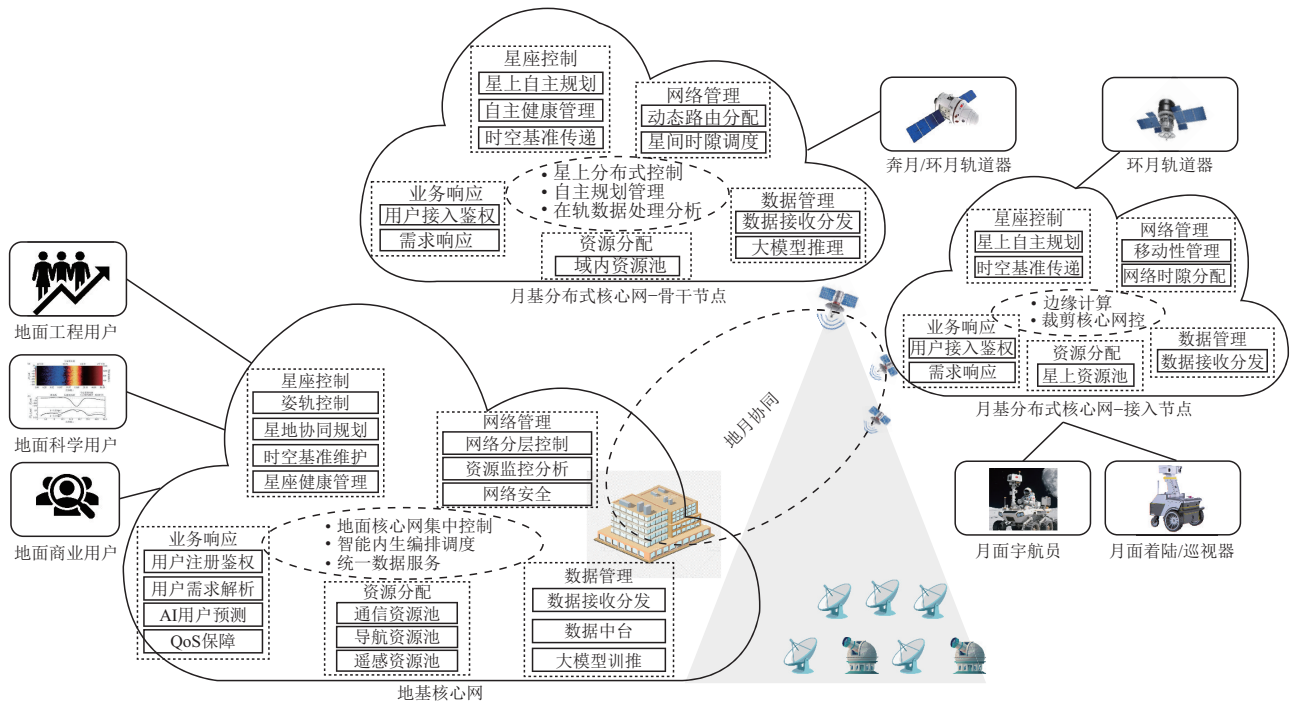 星座控制
星上自主规划
自主健康管理
时空基准传递
网络管理
动态路由分配
星间时隙调度
• 星上分布式控制
• 自主规划管理
• 在轨数据处理分析
业务响应
用户接入鉴权
需求响应
资源分配
域内资源池
数据管理
数据接收分发
大模型推理
月基分布式核心网–骨干节点
奔月/环月轨道器
环月轨道器
星座控制
星上自主规划
时空基准传递
网络管理
移动性管理
网络时隙分配
• 边缘计算
• 裁剪核心网控
业务响应
用户接入鉴权
需求响应
资源分配
星上资源池
数据管理
数据接收分发
月基分布式核心网–接入节点
月面宇航员
月面着陆/巡视器
地面工程用户
地面科学用户
地面商业用户
星座控制
姿轨控制
星地协同规划
时空基准维护
星座健康管理
网络管理
网络分层控制
资源监控分析
网络安全
• 地面核心网集中控制
• 智能内生编排调度
• 统一数据服务
业务响应
用户注册鉴权
用户需求解析
AI用户预测
QoS保障
资源分配
通信资源池
导航资源池
遥感资源池
数据管理
数据接收分发
数据中台
大模型训推
地基核心网
地月协同